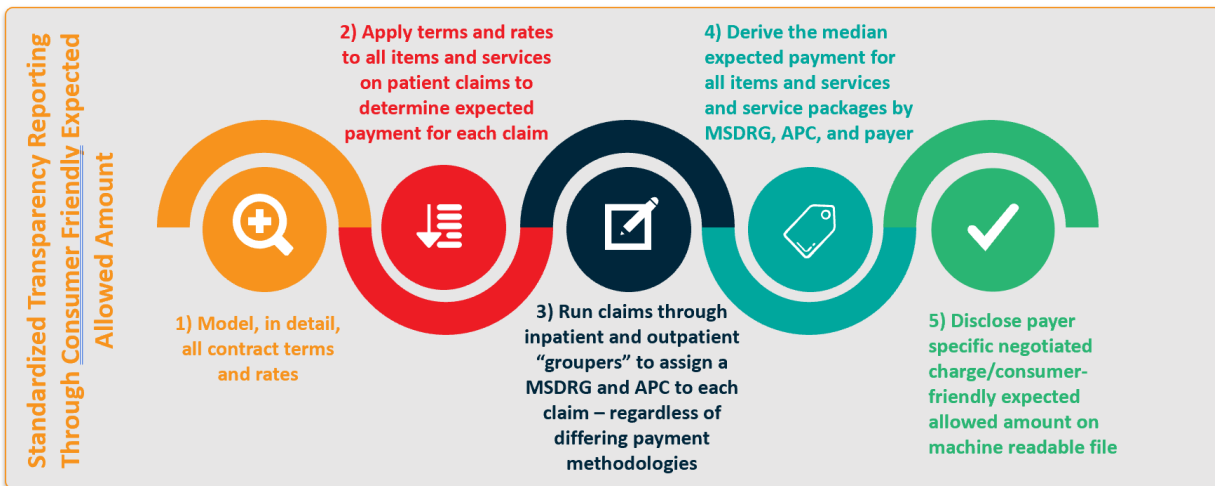 Standardized Transparency Reporting
Through Consumer Friendly Expected
Allowed Amount
1) Model, in detail,
all contract terms
and rates
2) Apply terms and rates
to all items and services
on patient claims to
determine expected
payment for each claim
3) Run claims through
inpatient and outpatient
“groupers” to assign a
MSDRG and APC to each
claim – regardless of
differing payment
methodologies
4) Derive the median
expected payment for
all items and services
and service packages by
MSDRG, APC, and payer
5) Disclose payer
specific negotiated
charge/consumer-
friendly expected
allowed amount on
machine readable file